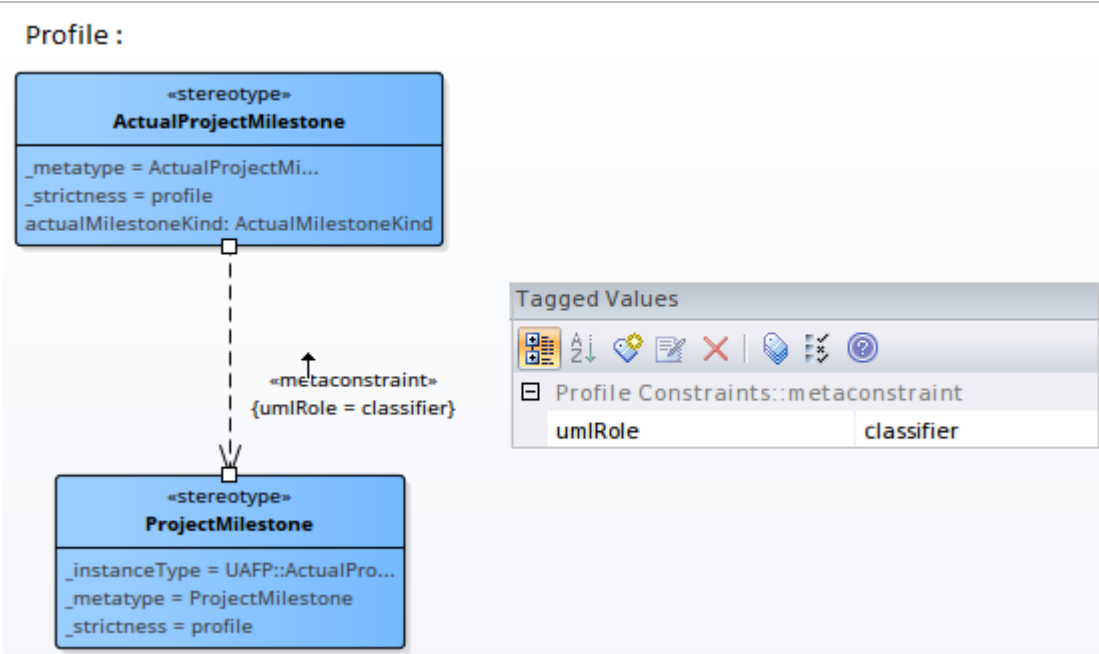 Profile :
«stereotype»
ActualProjectMilestone
_metatype = ActualProjectMi...
_strictness = profile
actualMilestoneKind: ActualMilestoneKind
«metaconstraint»
{umlRole = classifier}
Tagged Values
Profile Constraints::metaconstraint
umlRole classifier
«stereotype»
ProjectMilestone
_instanceType = UAFP::ActualPro...
_metatype = ProjectMilestone
_strictness = profile